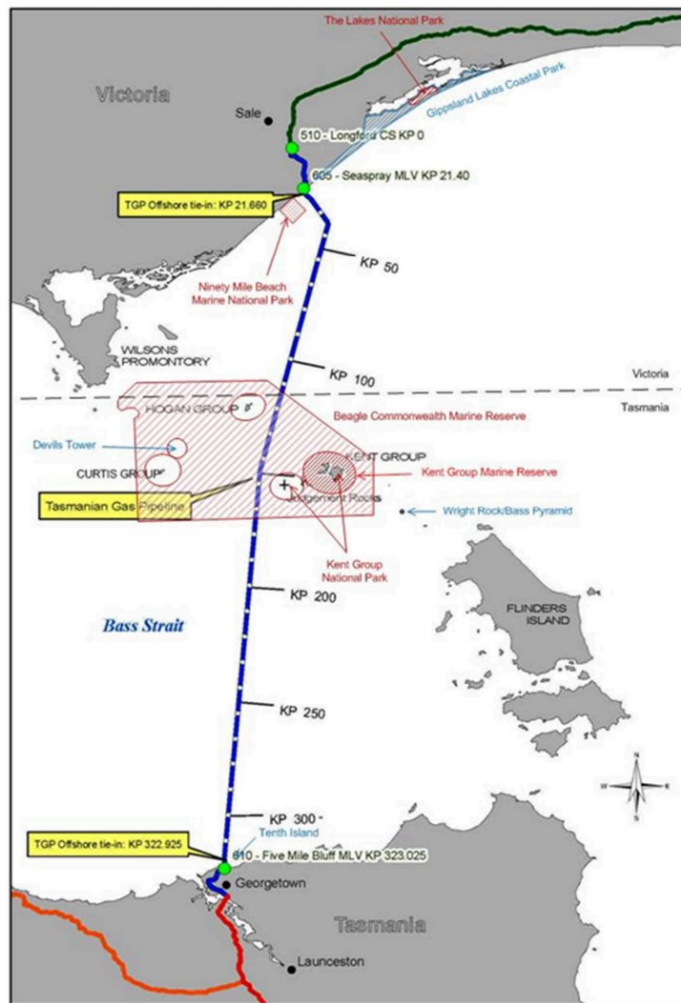 The Lakes National Park
Victoria
Gippsland Lakes Coastal Park
Sale
510 - Longford CS KP 0
605 - Seaspray MLV KP 21.40
TGP Offshore tie-in: KP 21.660
KP 50
Ninety Mile Beach
Marine National Park
WILSONS
PROMONTORY
KP 100
Victoria
Tasmania
HOGAN GROUP
Beagle Commonwealth Marine Reserve
Devils Tower
KENT GROUP
CURTIS GROUP
Kent Group Marine Reserve
Tasmanian Gas Pipeline
Judgement Rocks
Wright Rock/Bass Pyramid
Kent Group
National Park
KP 200
FLINDERS
ISLAND
Bass Strait
KP 250
N
W
E
S
KP 300
Tenth Island
TGP Offshore tie-in: KP 322.925
610 - Five Mile Bluff MLV KP 323.025
Georgetown
Tasmania
Launceston